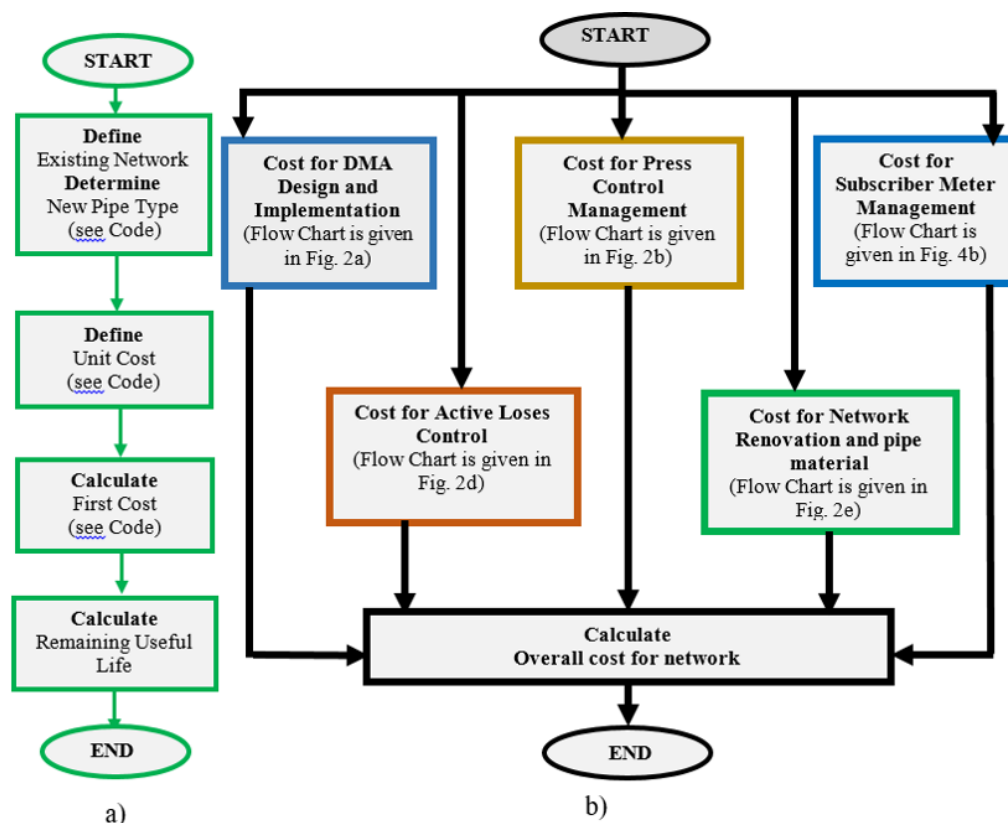 START
Define
Existing Network
Determine
New Pipe Type
(see Code)
Define
Unit Cost
(see Code)
Calculate
First Cost
(see Code)
Calculate
Remaining Useful
Life
END
a)
START
Cost for DMA
Design and
Implementation
(Flow Chart is given
in Fig. 2a)
Cost for Press
Control
Management
(Flow Chart is given
in Fig. 2b)
Cost for
Subscriber Meter
Management
(Flow Chart is
given in Fig. 4b)
Cost for Active Loses
Control
(Flow Chart is given in
Fig. 2d)
Cost for Network
Renovation and pipe
material
(Flow Chart is given in
Fig. 2e)
Calculate
Overall cost for network
END
b)